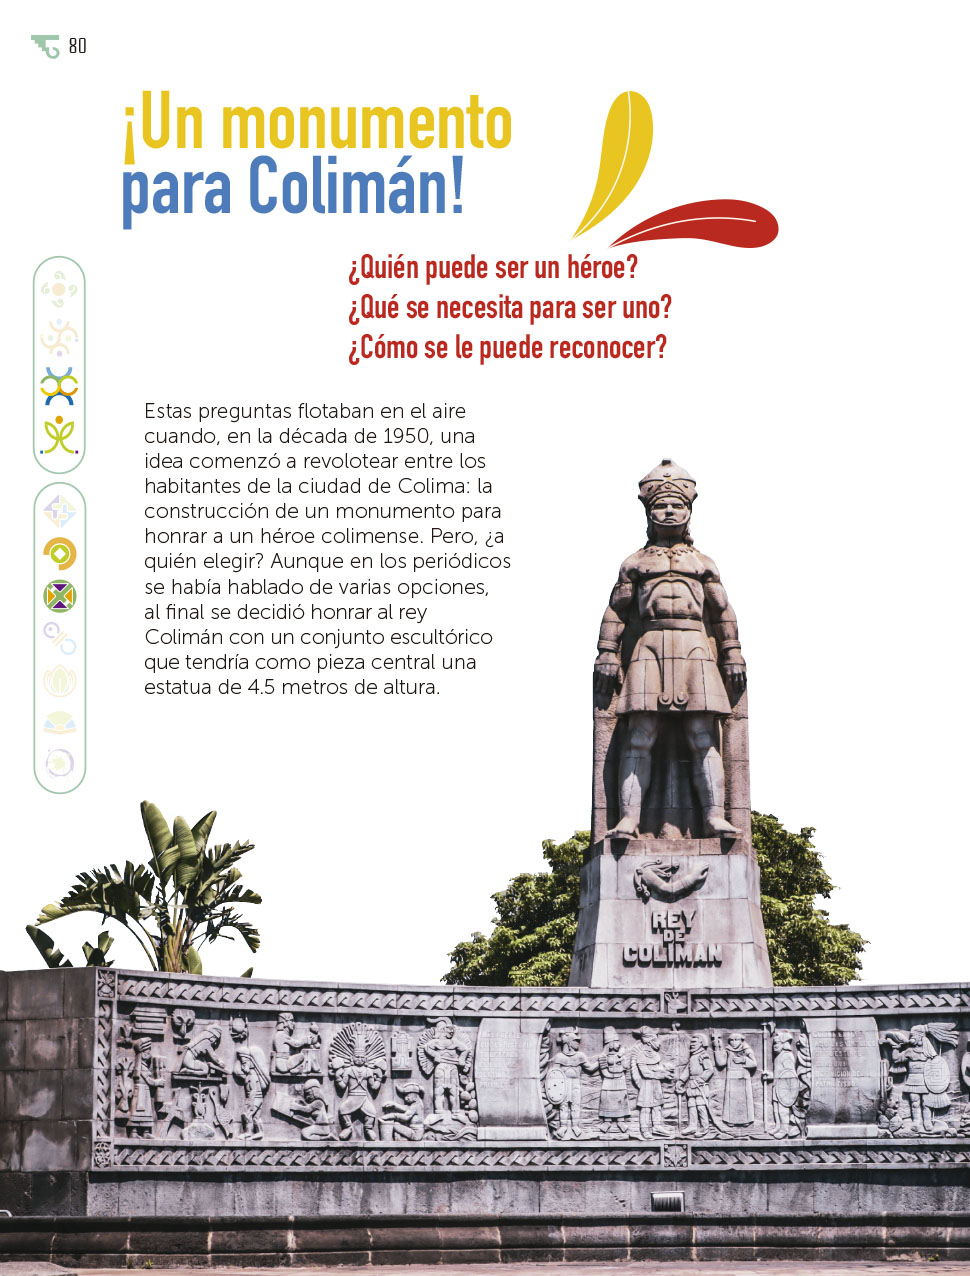 80
¡Un monumento
para Colimán!
¿Quién puede ser un héroe?
¿Qué se necesita para ser uno?
¿Cómo se le puede reconocer?
Estas preguntas flotaban en el aire
cuando, en la década de 1950, una
idea comenzó a revolotear entre los
habitantes de la ciudad de Colima: la
construcción de un monumento para
honrar a un héroe colimense. Pero, ¿a
quién elegir? Aunque en los periódicos
se había hablado de varias opciones,
al final se decidió honrar al rey
Colimán con un conjunto escultórico
que tendría como pieza central una
estatua de 4.5 metros de altura.
REY
DE
COLIMAN